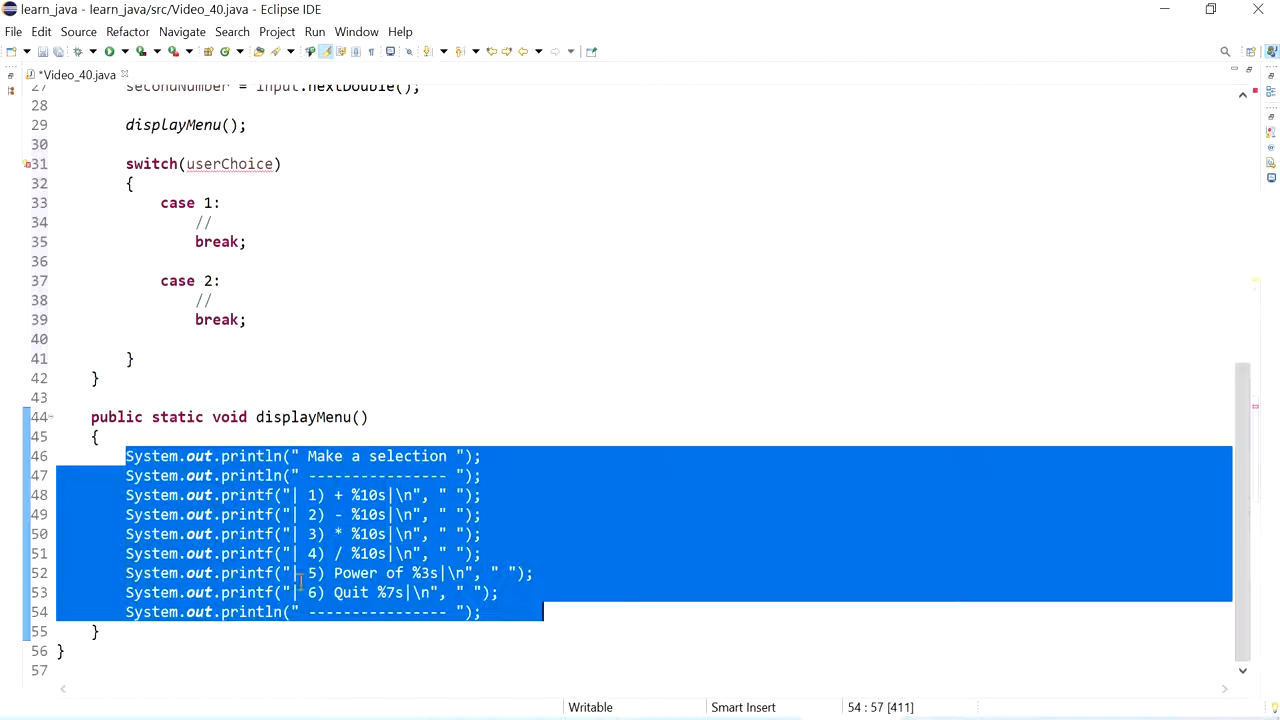 learn_java - learn_java/src/Video_40.java - Eclipse IDE
File Edit Source Refactor Navigate Search Project Run Window Help
*Video_40.java
27 secondNumber = input.nextDouble();
28
29 displayMenu();
30
31 switch(userChoice)
32 {
33 case 1:
34 //
35 break;
36
37 case 2:
38 //
39 break;
40
41 }
42 }
43
44 public static void displayMenu()
45 {
46 System.out.println(" Make a selection ");
47 System.out.println(" ---------------- ");
48 System.out.printf("| 1) + %10s|\n", " ");
49 System.out.printf("| 2) - %10s|\n", " ");
50 System.out.printf("| 3) * %10s|\n", " ");
51 System.out.printf("| 4) / %10s|\n", " ");
52 System.out.printf("| 5) Power of %3s|\n", " ");
53 System.out.printf("| 6) Quit %7s|\n", " ");
54 System.out.println(" ---------------- ");
55 }
56 }
57
Writable Smart Insert 54 : 57 [411]